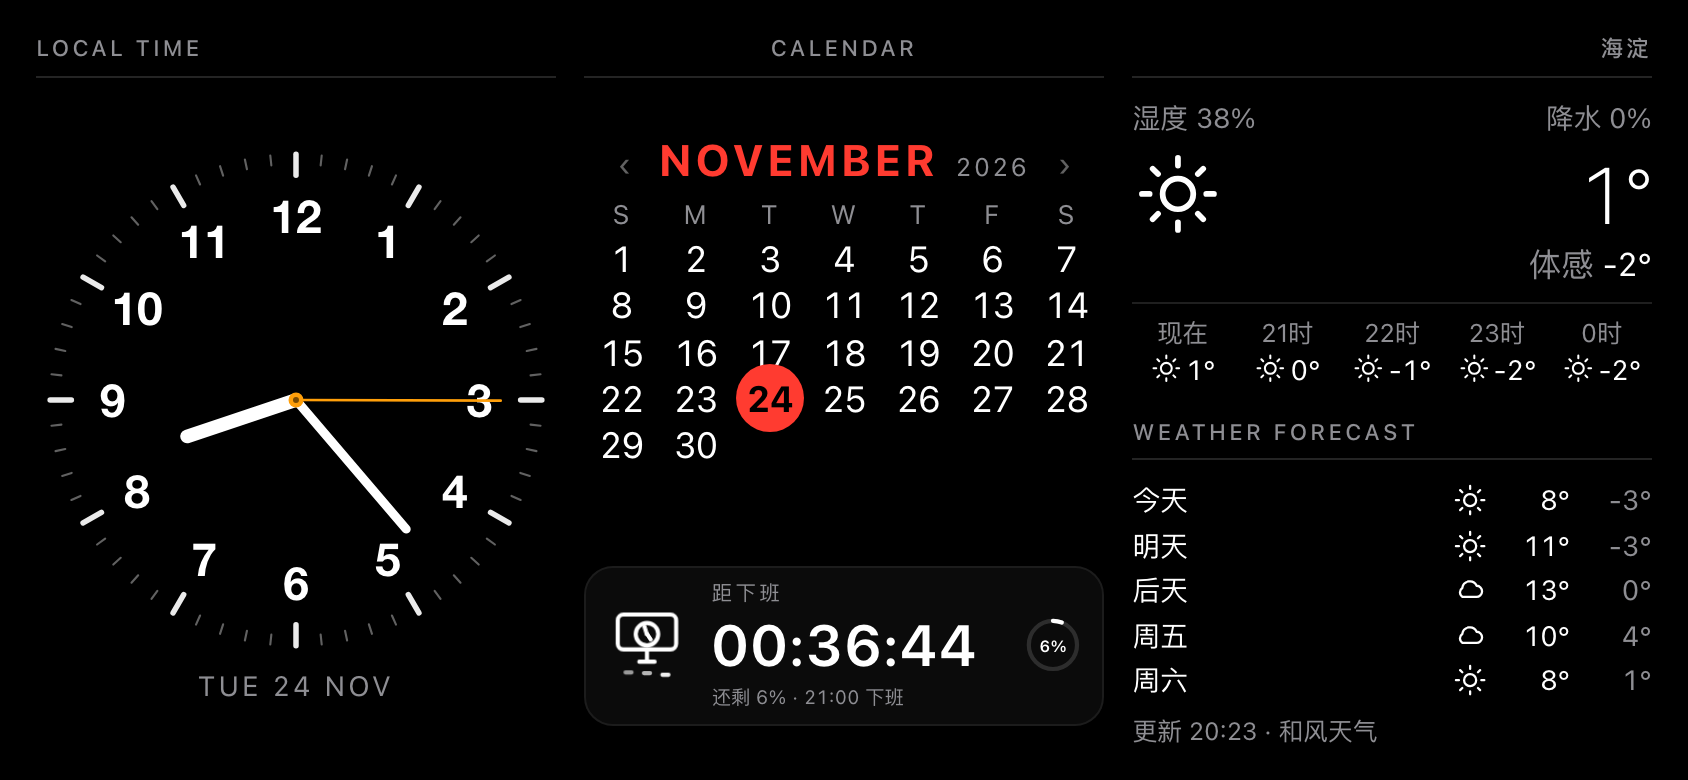 LOCAL TIME
12
1
2
3
4
5
6
7
8
9
10
11
TUE 24 NOV
CALENDAR
‹ NOVEMBER 2026 ›
S M T W T F S
1 2 3 4 5 6 7
8 9 10 11 12 13 14
15 16 17 18 19 20 21
22 23 24 25 26 27 28
29 30
距下班
00:36:44
6%
还剩 6% · 21:00 下班
海淀
湿度 38% 降水 0%
1°
体感 -2°
现在 21时 22时 23时 0时
1° 0° -1° -2° -2°
WEATHER FORECAST
今天 8° -3°
明天 11° -3°
后天 13° 0°
周五 10° 4°
周六 8° 1°
更新 20:23 · 和风天气